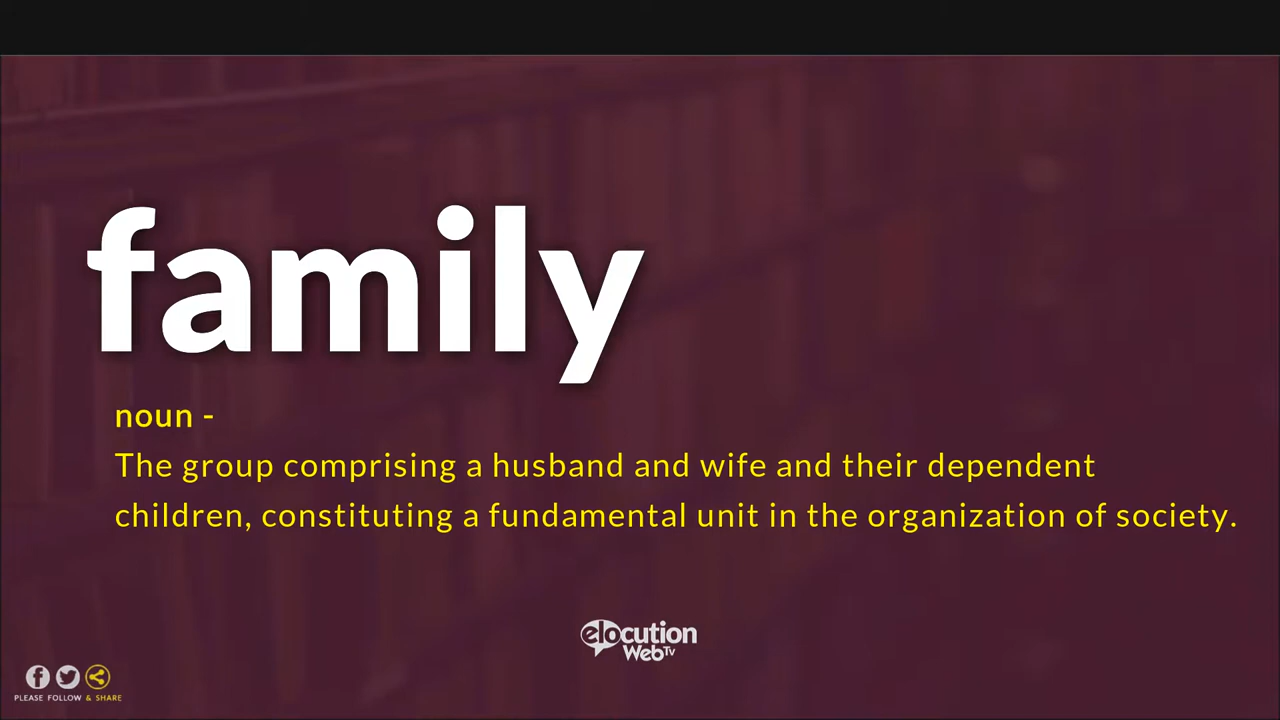 family
noun -
The group comprising a husband and wife and their dependent
children, constituting a fundamental unit in the organization of society.
elocution
WebTv
PLEASE FOLLOW & SHARE